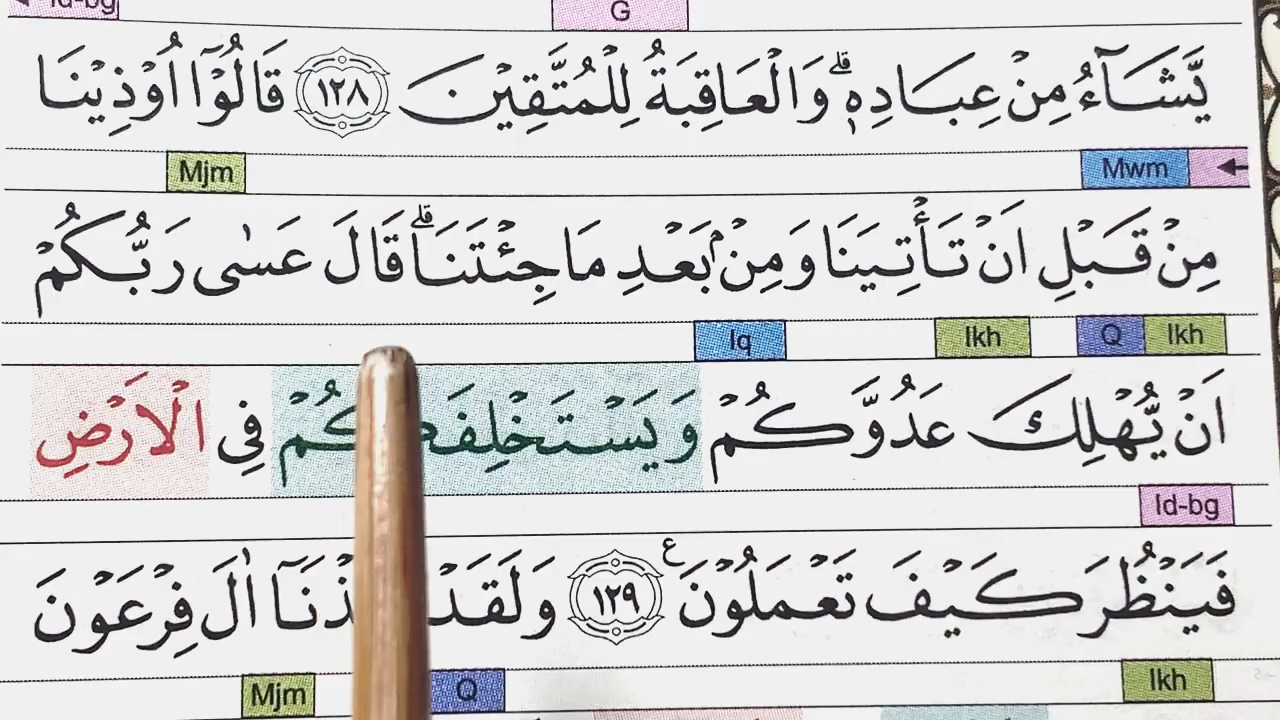 Id-bg G
يَّشَآءُ مِنْ عِبَادِهٖ ۗ وَالْعَاقِبَةُ لِلْمُتَّقِيْنَ ١٢٨ قَالُوْٓا اُوْذِيْنَا
Mjm Mwm
مِنْ قَبْلِ اَنْ تَأْتِيَنَا وَمِنْۢ بَعْدِ مَا جِئْتَنَا ۗ قَالَ عَسٰى رَبُّكُمْ
Iq Ikh Q Ikh
اَنْ يُّهْلِكَ عَدُوَّكُمْ فِى الْاَرْضِ
Id-bg
فَيَنْظُرَ كَيْفَ تَعْمَلُوْنَ ࣖ ١٢٩ وَلَقَدْ اٰلَ فِرْعَوْنَ
Mjm Q Ikh